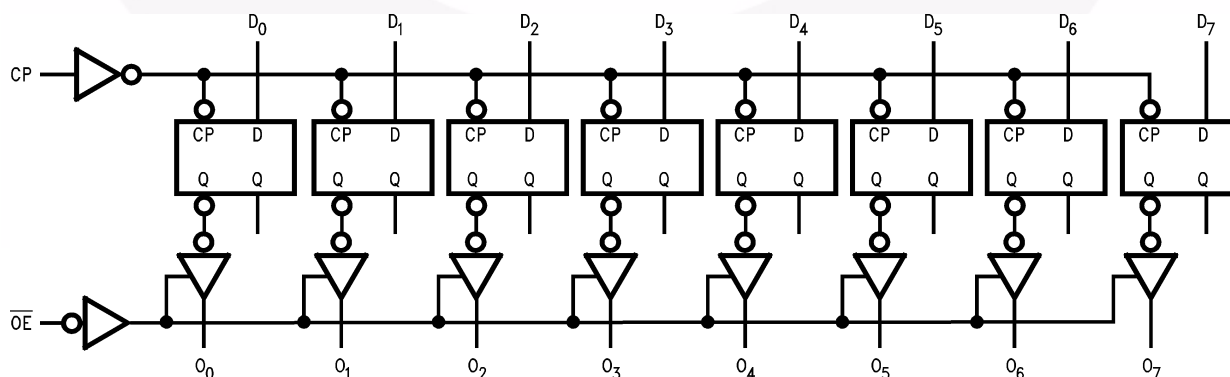 D0 D1 D2 D3 D4 D5 D6 D7
CP
CP D CP D CP D CP D CP D CP D CP D CP D
Q Q Q Q Q Q Q Q Q Q Q Q Q Q Q Q
O̅E̅
O0 O1 O2 O3 O4 O5 O6 O7